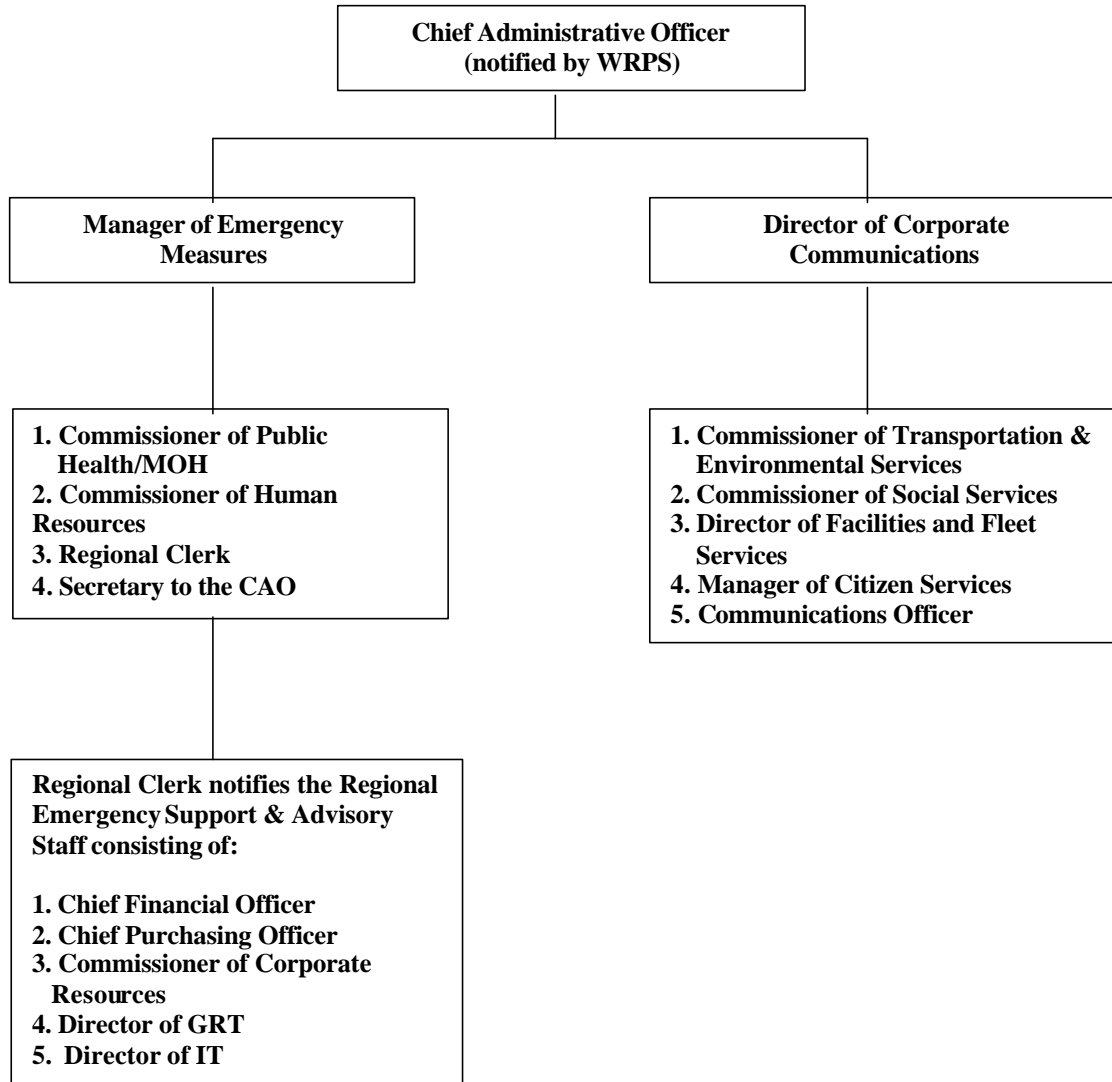 Chief Administrative Officer
(notified by WRPS)
Manager of Emergency
Measures
Director of Corporate
Communications
1. Commissioner of Public
Health/MOH
2. Commissioner of Human
Resources
3. Regional Clerk
4. Secretary to the CAO
1. Commissioner of Transportation &
Environmental Services
2. Commissioner of Social Services
3. Director of Facilities and Fleet
Services
4. Manager of Citizen Services
5. Communications Officer
Regional Clerk notifies the Regional
Emergency Support & Advisory
Staff consisting of:
1. Chief Financial Officer
2. Chief Purchasing Officer
3. Commissioner of Corporate
Resources
4. Director of GRT
5. Director of IT